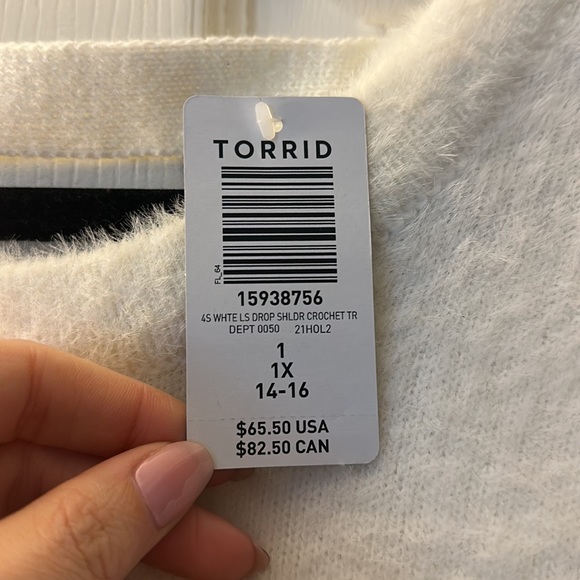 TORRID
FL_64
15938756
4S WHTE LS DROP SHLDR CROCHET TR
DEPT 0050 21HOL2
1
1X
14-16
$65.50 USA
$82.50 CAN